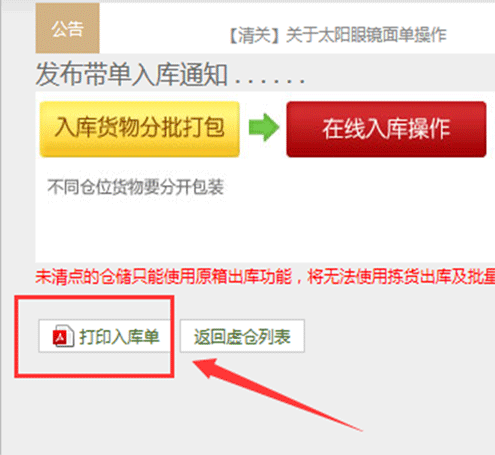 公告
【清关】关于太阳眼镜面单操作
发布带单入库通知......
入库货物分批打包
在线入库操作
不同仓位货物要分开包装
未清点的仓储只能使用原箱出库功能，将无法使用拣货出库及批量
打印入库单
返回虚仓列表